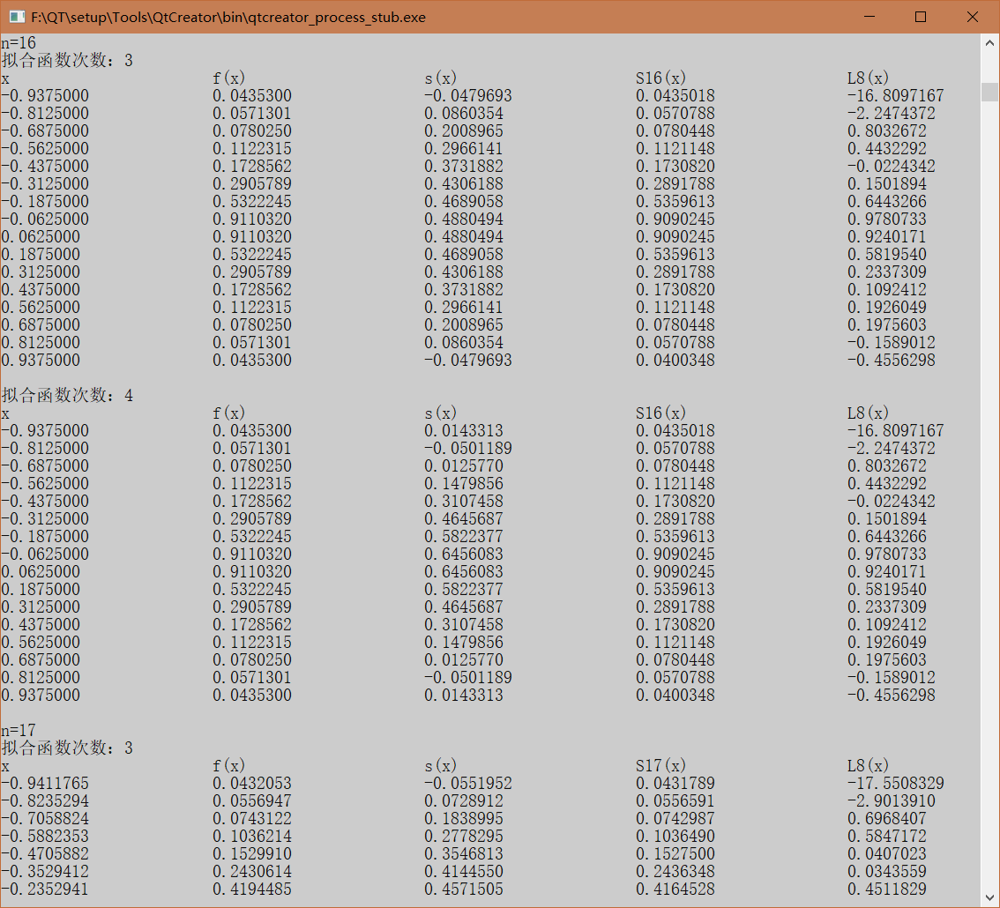 F:\QT\setup\Tools\QtCreator\bin\qtcreator_process_stub.exe
n=16
拟合函数次数: 3
x f(x) s(x) S16(x) L8(x)
-0.9375000 0.0435300 -0.0479693 0.0435018 -16.8097167
-0.8125000 0.0571301 0.0860354 0.0570788 -2.2474372
-0.6875000 0.0780250 0.2008965 0.0780448 0.8032672
-0.5625000 0.1122315 0.2966141 0.1121148 0.4432292
-0.4375000 0.1728562 0.3731882 0.1730820 -0.0224342
-0.3125000 0.2905789 0.4306188 0.2891788 0.1501894
-0.1875000 0.5322245 0.4689058 0.5359613 0.6443266
-0.0625000 0.9110320 0.4880494 0.9090245 0.9780733
0.0625000 0.9110320 0.4880494 0.9090245 0.9240171
0.1875000 0.5322245 0.4689058 0.5359613 0.5819540
0.3125000 0.2905789 0.4306188 0.2891788 0.2337309
0.4375000 0.1728562 0.3731882 0.1730820 0.1092412
0.5625000 0.1122315 0.2966141 0.1121148 0.1926049
0.6875000 0.0780250 0.2008965 0.0780448 0.1975603
0.8125000 0.0571301 0.0860354 0.0570788 -0.1589012
0.9375000 0.0435300 -0.0479693 0.0400348 -0.4556298
拟合函数次数: 4
x f(x) s(x) S16(x) L8(x)
-0.9375000 0.0435300 0.0143313 0.0435018 -16.8097167
-0.8125000 0.0571301 -0.0501189 0.0570788 -2.2474372
-0.6875000 0.0780250 0.0125770 0.0780448 0.8032672
-0.5625000 0.1122315 0.1479856 0.1121148 0.4432292
-0.4375000 0.1728562 0.3107458 0.1730820 -0.0224342
-0.3125000 0.2905789 0.4645687 0.2891788 0.1501894
-0.1875000 0.5322245 0.5822377 0.5359613 0.6443266
-0.0625000 0.9110320 0.6456083 0.9090245 0.9780733
0.0625000 0.9110320 0.6456083 0.9090245 0.9240171
0.1875000 0.5322245 0.5822377 0.5359613 0.5819540
0.3125000 0.2905789 0.4645687 0.2891788 0.2337309
0.4375000 0.1728562 0.3107458 0.1730820 0.1092412
0.5625000 0.1122315 0.1479856 0.1121148 0.1926049
0.6875000 0.0780250 0.0125770 0.0780448 0.1975603
0.8125000 0.0571301 -0.0501189 0.0570788 -0.1589012
0.9375000 0.0435300 0.0143313 0.0400348 -0.4556298
n=17
拟合函数次数: 3
x f(x) s(x) S17(x) L8(x)
-0.9411765 0.0432053 -0.0551952 0.0431789 -17.5508329
-0.8235294 0.0556947 0.0728912 0.0556591 -2.9013910
-0.7058824 0.0743122 0.1838995 0.0742987 0.6968407
-0.5882353 0.1036214 0.2778295 0.1036490 0.5847172
-0.4705882 0.1529910 0.3546813 0.1527500 0.0407023
-0.3529412 0.2430614 0.4144550 0.2436348 0.0343559
-0.2352941 0.4194485 0.4571505 0.4164528 0.4511829